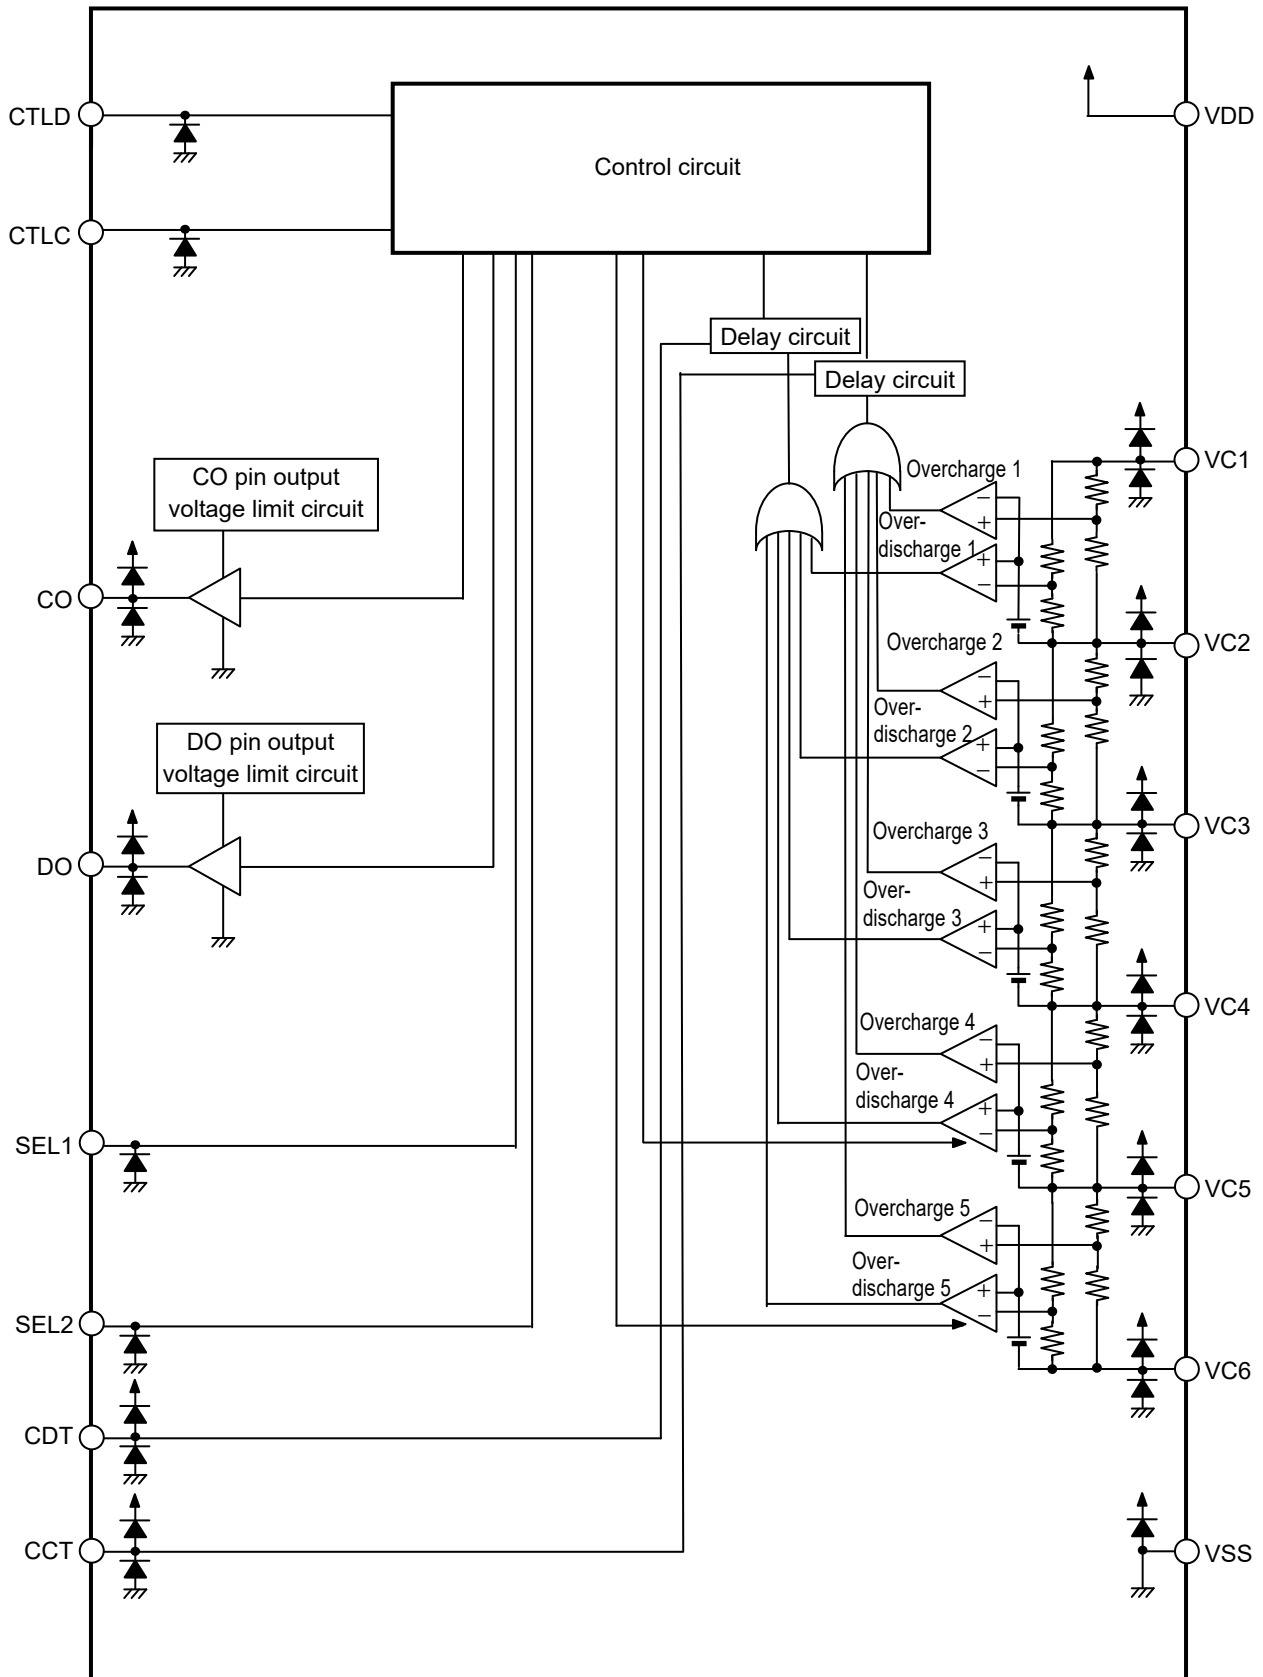 CTLD
Control circuit
VDD
CTLC
Delay circuit
Delay circuit
CO pin output
voltage limit circuit
Overcharge 1
VC1
Over-
discharge 1
CO
Overcharge 2
VC2
Over-
discharge 2
DO pin output
voltage limit circuit
Overcharge 3
VC3
DO
Over-
discharge 3
VC4
Overcharge 4
Over-
discharge 4
SEL1
VC5
Overcharge 5
Over-
discharge 5
SEL2
VC6
CDT
CCT
VSS